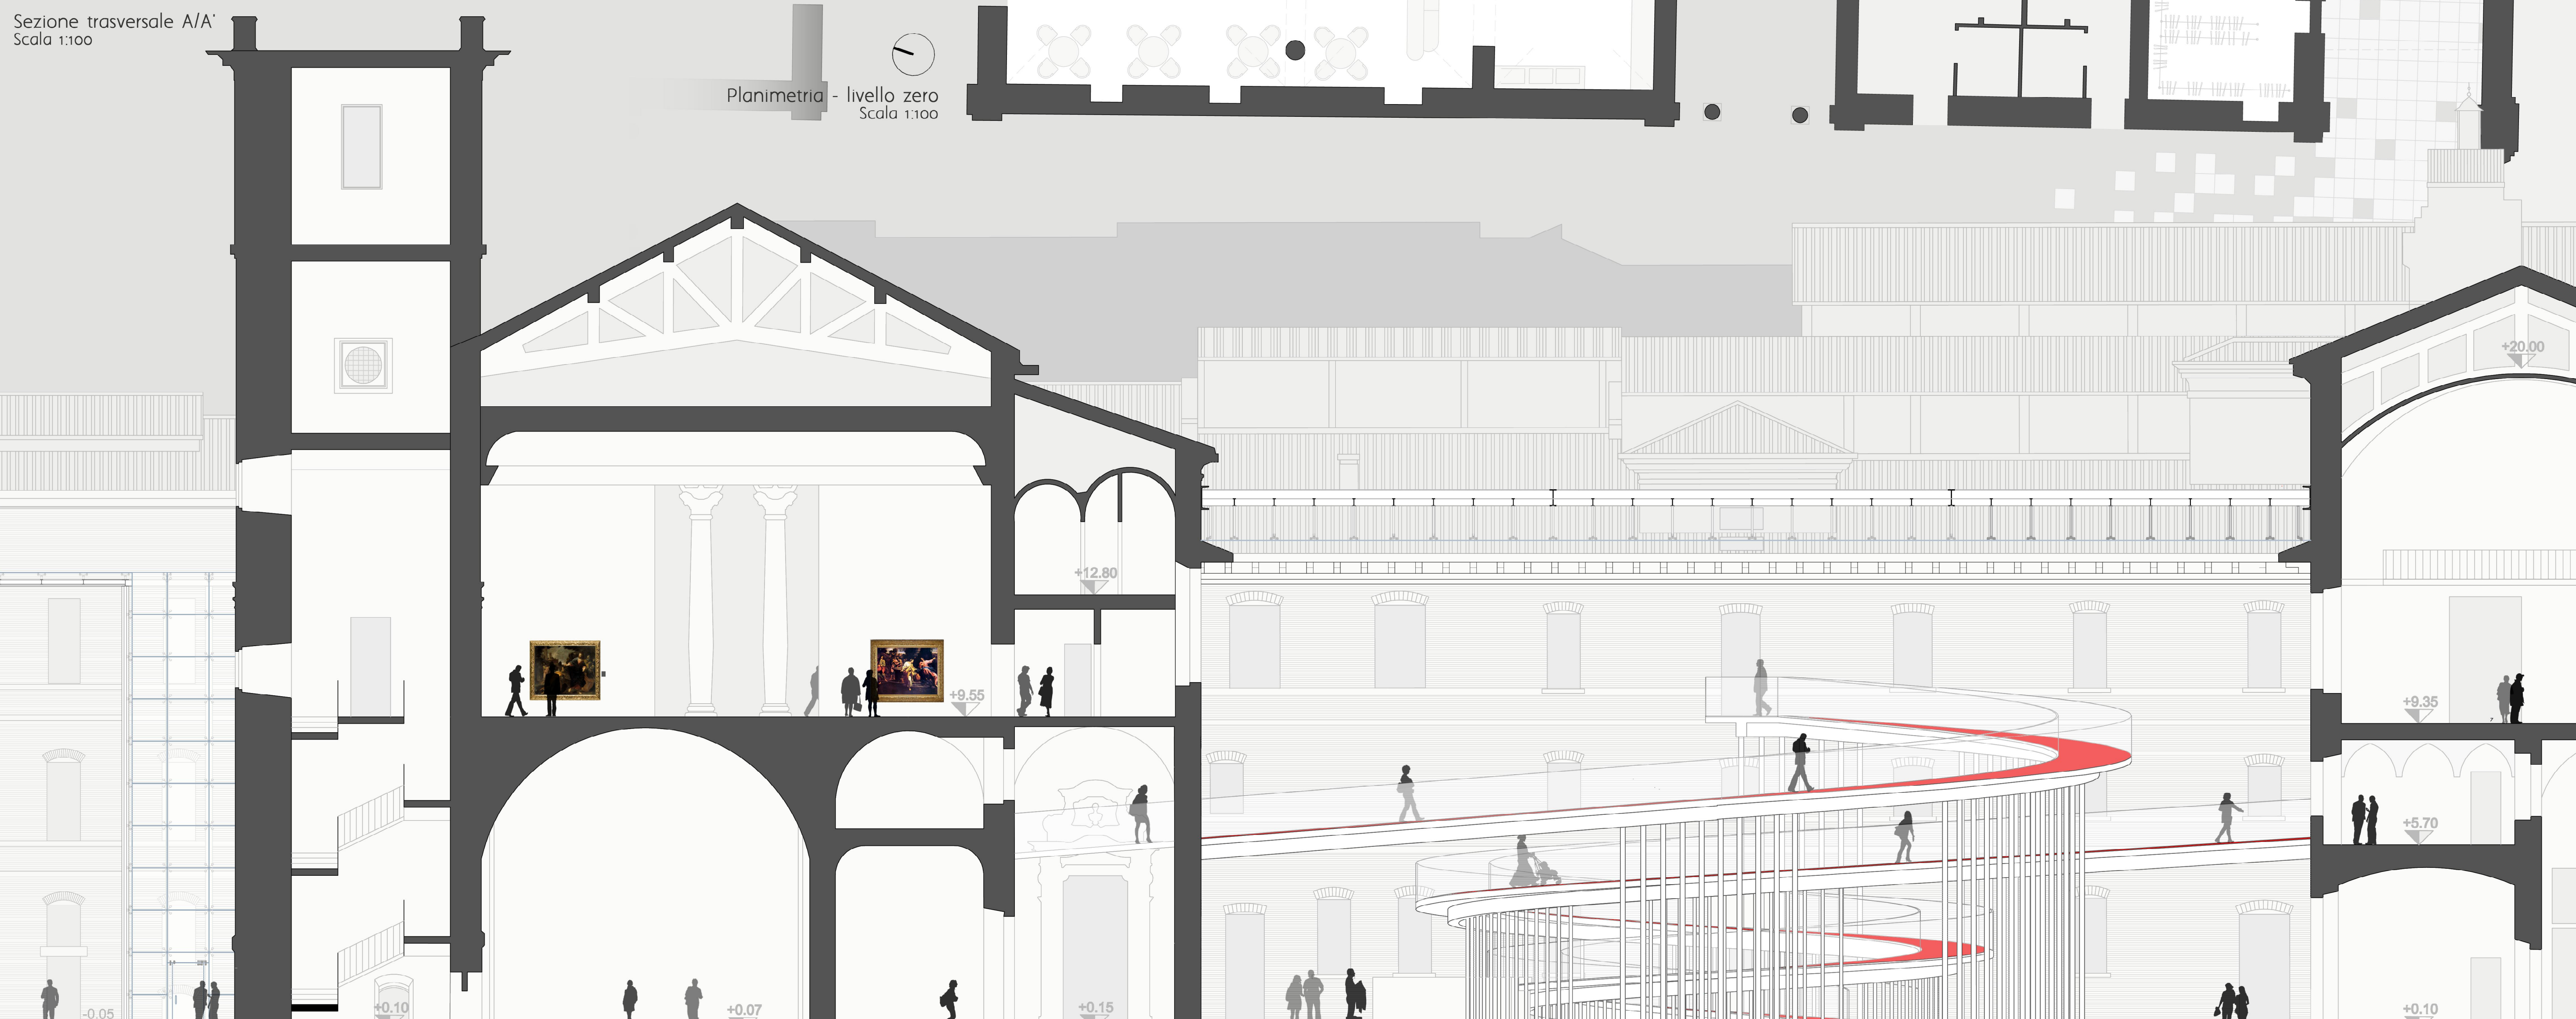 Sezione trasversale A/A'
Scala 1:100
Planimetria - livello zero
Scala 1:100
+20.00
+12.80
+9.55
+9.35
+5.70
-0.05
+0.10
+0.07
+0.15
+0.10